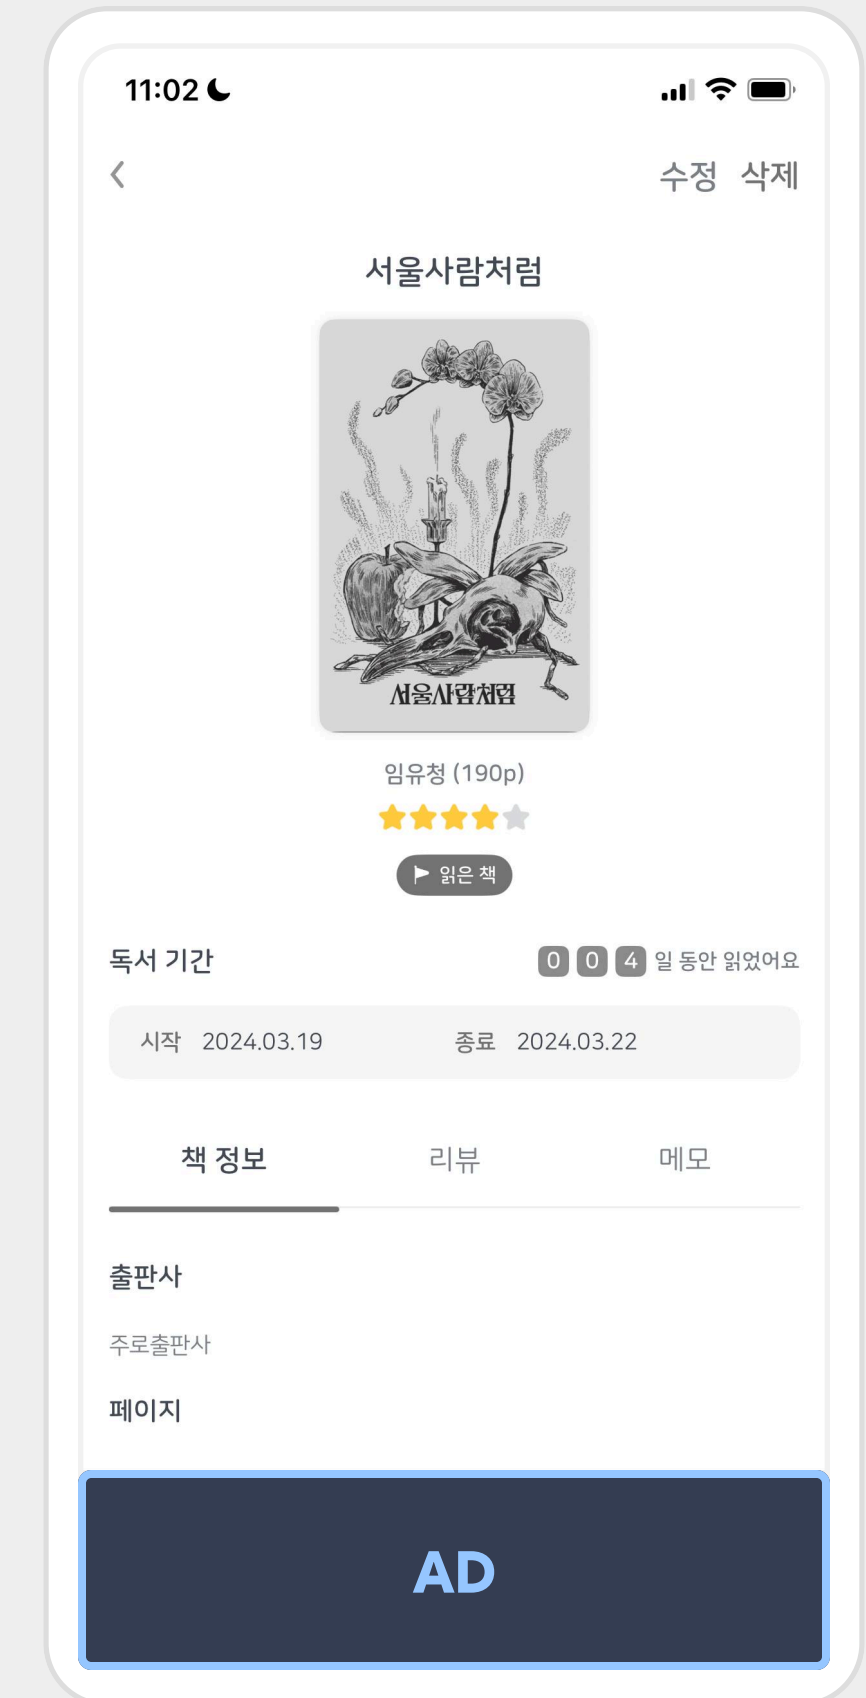 11:02
수정 삭제
서울사람처럼
서울사람처럼
임유청 (190p)
읽은 책
독서 기간 0 0 4 일 동안 읽었어요
시작 2024.03.19 종료 2024.03.22
책 정보 리뷰 메모
출판사
주로출판사
페이지
AD